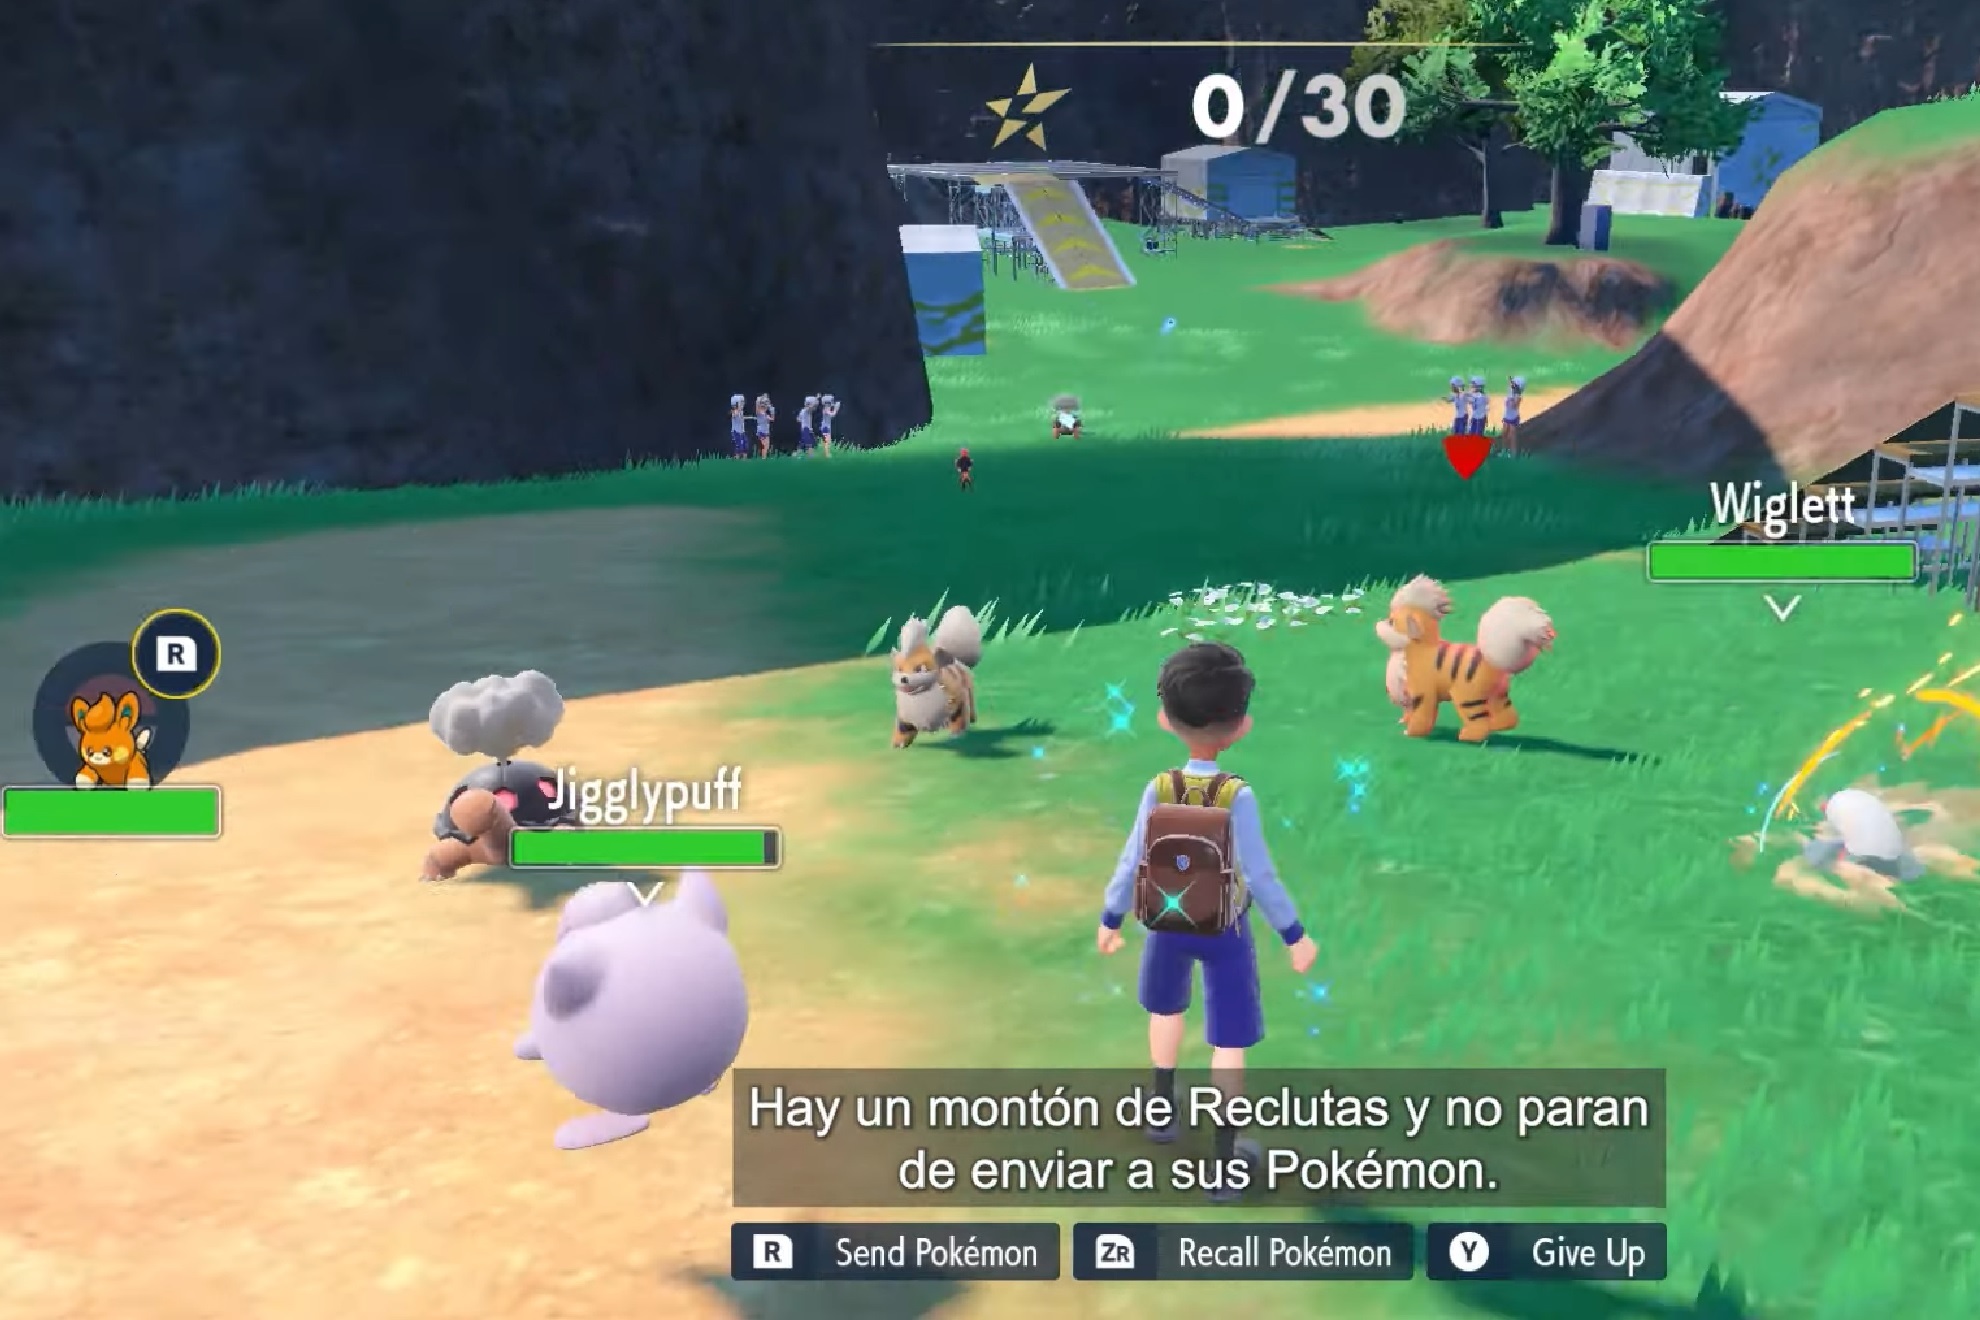 0/30
Wiglett
R
Jigglypuff
Hay un montón de Reclutas y no paran
de enviar a sus Pokémon.
R Send Pokémon ZR Recall Pokémon Y Give Up